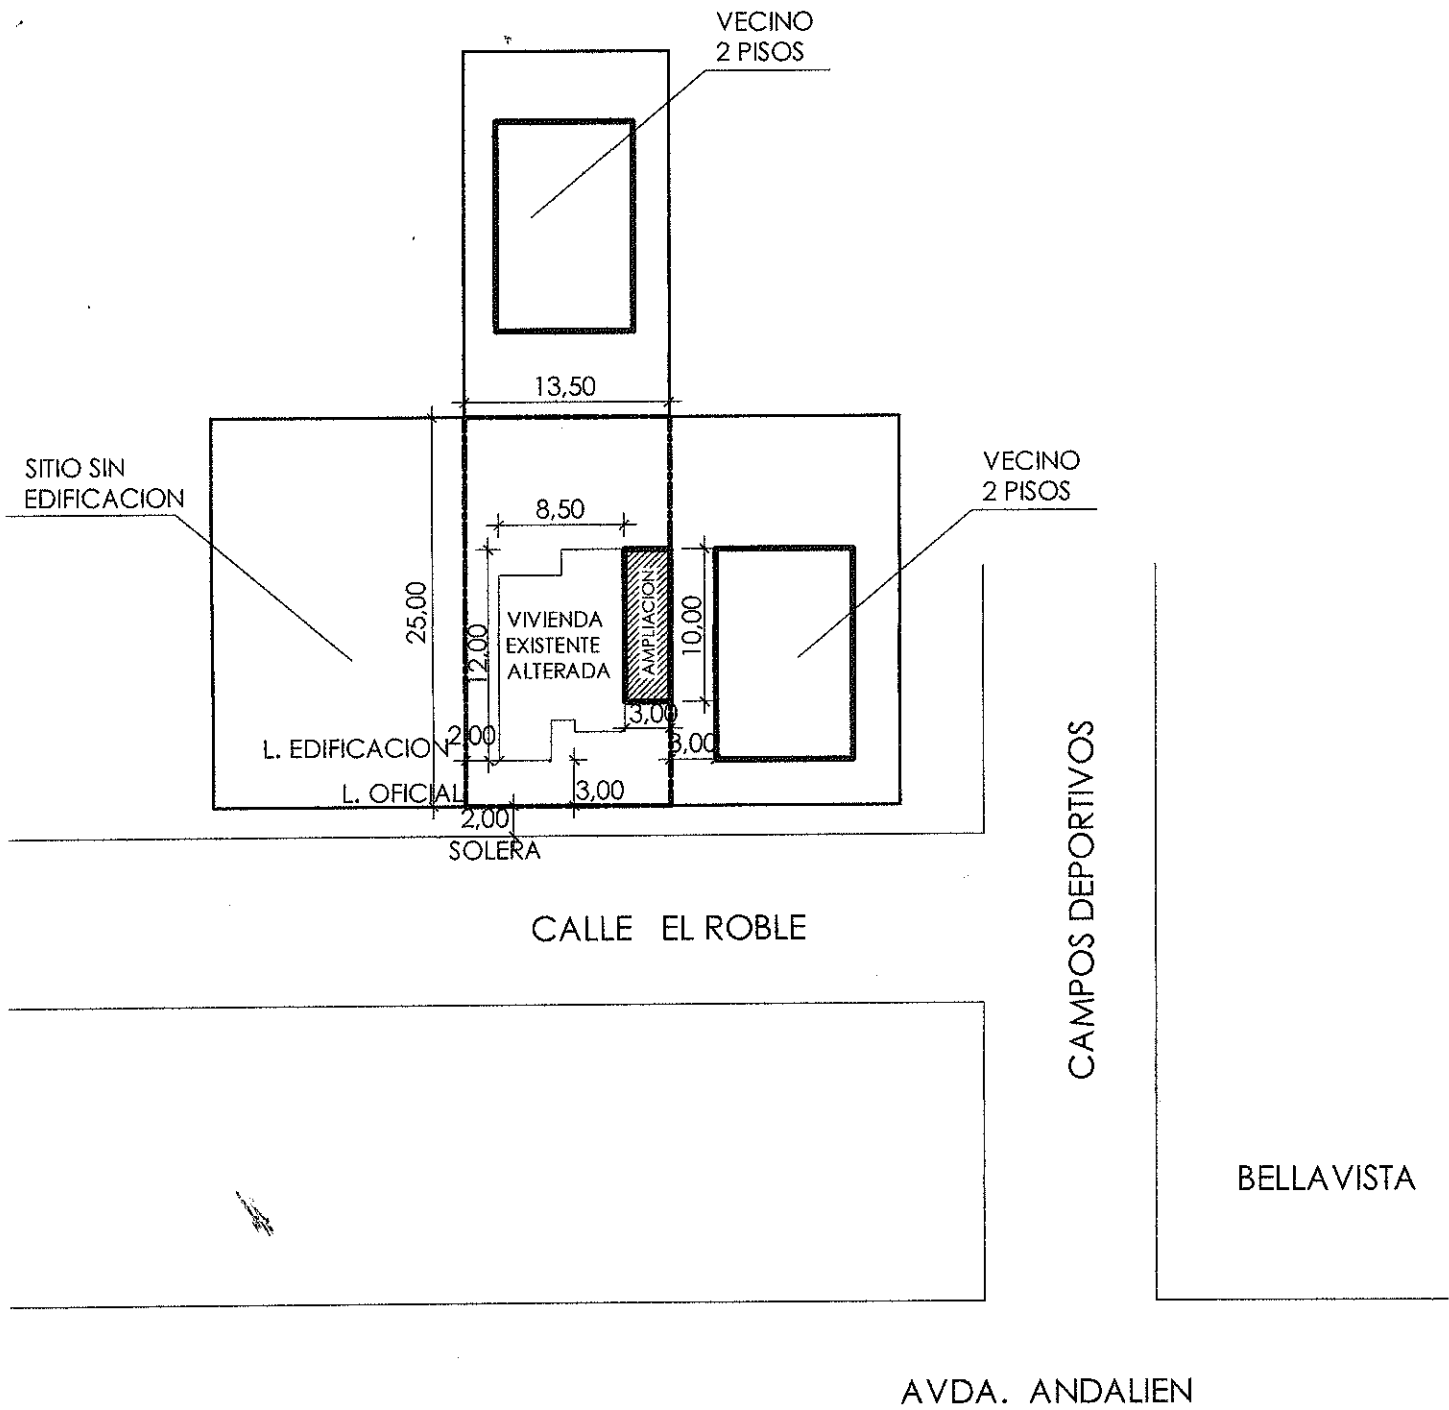 VECINO
2 PISOS
13,50
SITIO SIN
EDIFICACION
VECINO
2 PISOS
8,50
25,00
12,00
VIVIENDA
EXISTENTE
ALTERADA
AMPLIACION
10,00
3,00
2,00
3,00
L. EDIFICACION
L. OFICIAL
3,00
2,00
SOLERA
CALLE EL ROBLE
CAMPOS DEPORTIVOS
BELLAVISTA
AVDA. ANDALIEN